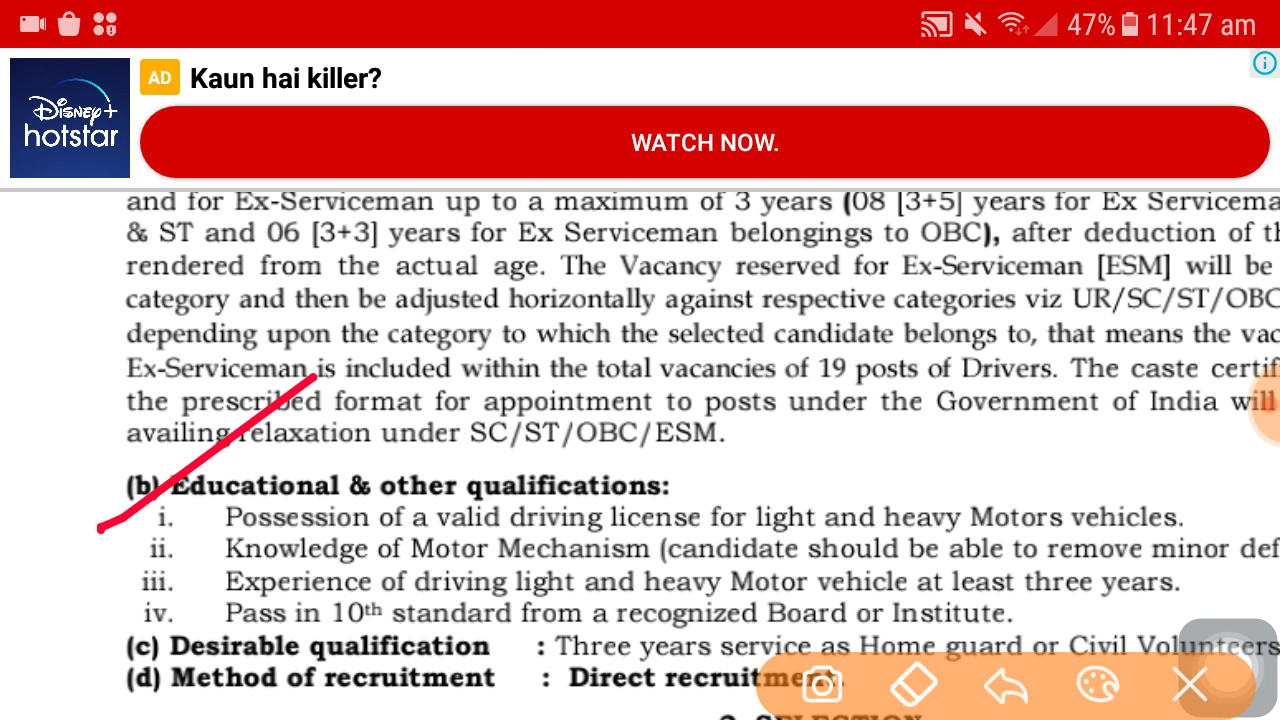 47% 11:47 am
AD Kaun hai killer?
Disney+
hotstar
WATCH NOW.
and for Ex-Serviceman up to a maximum of 3 years (08 [3+5] years for Ex
& ST and 06 [3+3] years for Ex Serviceman belongings to OBC), after deduction of
rendered from the actual age. The Vacancy reserved for Ex-Serviceman [ESM] will be
category and then be adjusted horizontally against respective categories viz UR/SC/ST/OBC
depending upon the category to which the selected candidate belongs to, that means the
Ex-Serviceman is included within the total vacancies of 19 posts of Drivers. The caste
the prescribed format for appointment to posts under the Government of India will
availing relaxation under SC/ST/OBC/ESM.
(b) Educational & other qualifications:
i. Possession of a valid driving license for light and heavy Motors vehicles.
ii. Knowledge of Motor Mechanism (candidate should be able to remove minor
iii. Experience of driving light and heavy Motor vehicle at least three years.
iv. Pass in 10th standard from a recognized Board or Institute.
(c) Desirable qualification : Three years service as Home guard or Civil Volunteers
(d) Method of recruitment : Direct recruitment.